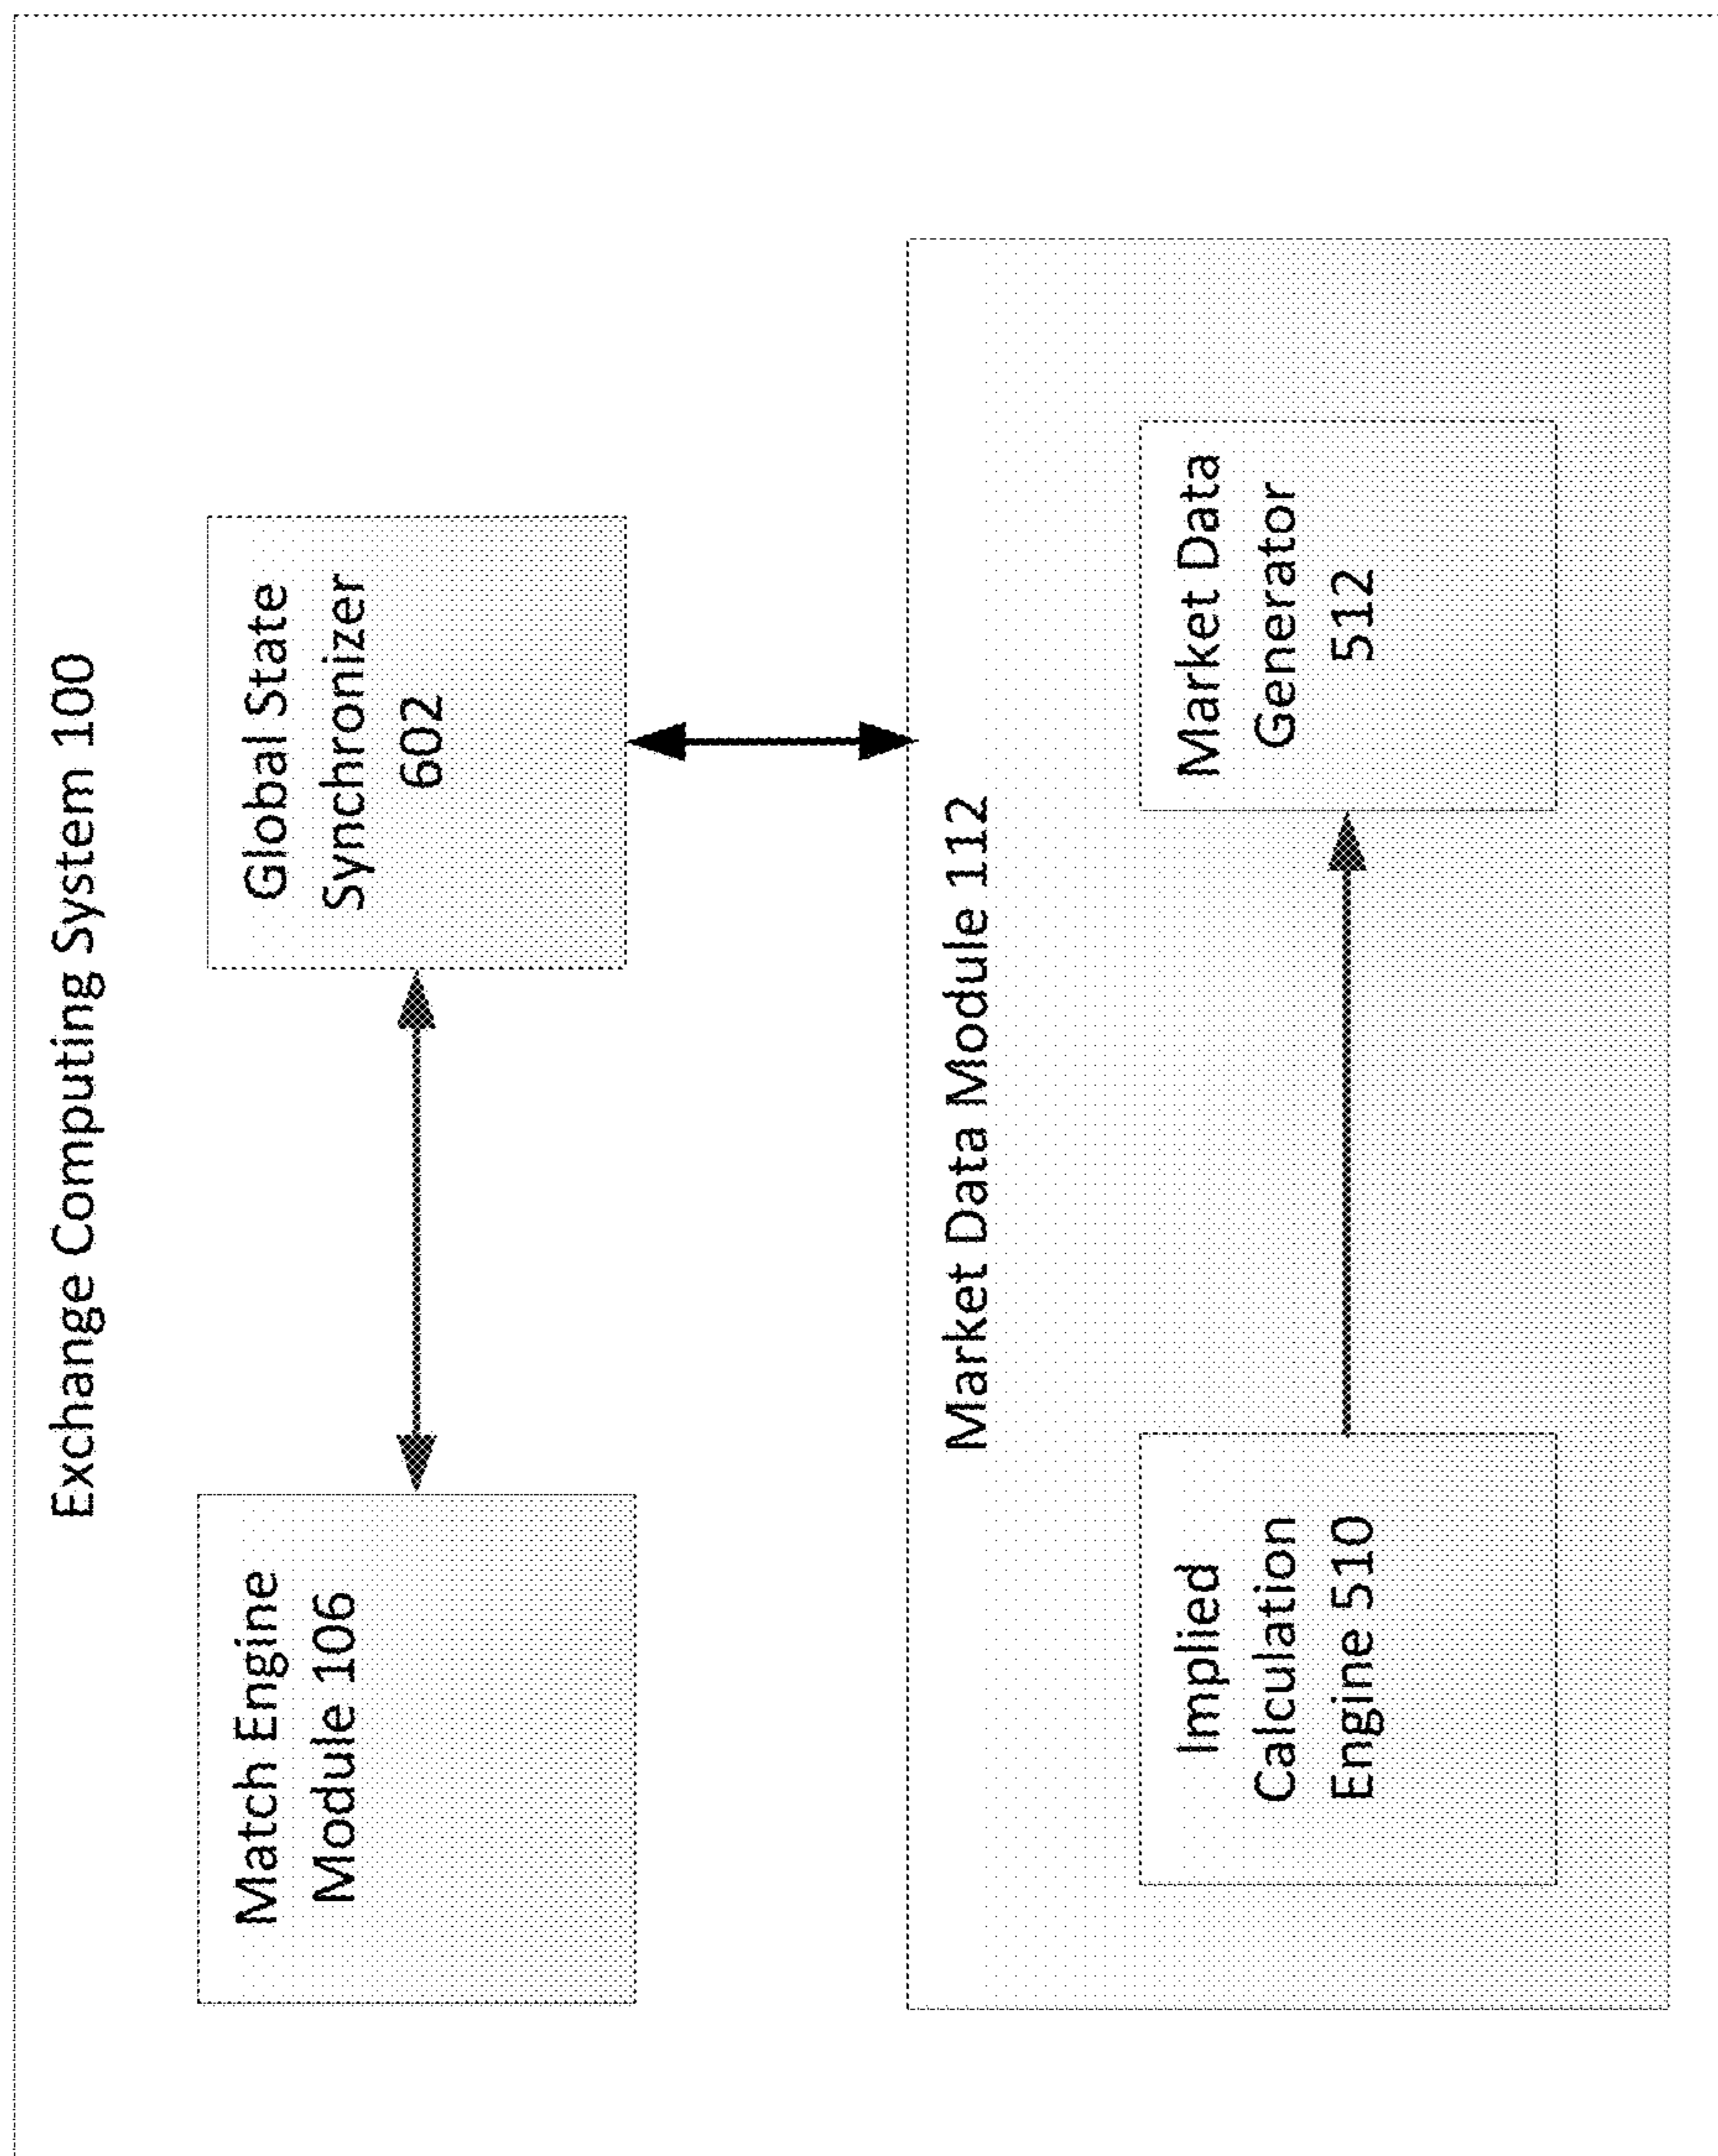 Exchange Computing System 100
Match Engine
Module 106
Global State
Synchronizer
602
Market Data Module 112
Implied
Calculation
Engine 510
Market Data
Generator
512